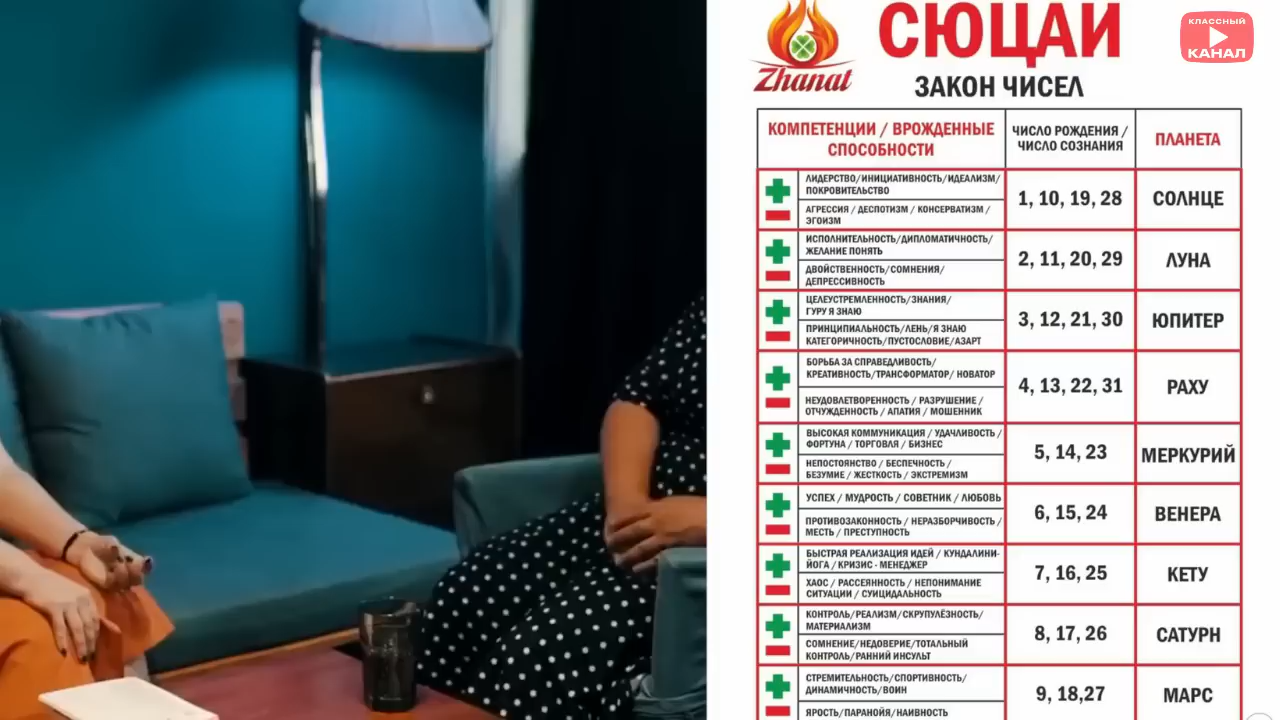 Zhanat
СЮЦАИ
КЛАССНЫЙ
КАНАЛ
ЗАКОН ЧИСЕЛ
КОМПЕТЕНЦИИ / ВРОЖДЕННЫЕ
СПОСОБНОСТИ
ЧИСЛО РОЖДЕНИЯ /
ЧИСЛО СОЗНАНИЯ
ПЛАНЕТА
ЛИДЕРСТВО/ИНИЦИАТИВНОСТЬ/ИДЕАЛИЗМ/
ПОКРОВИТЕЛЬСТВО
АГРЕССИЯ / ДЕСПОТИЗМ / КОНСЕРВАТИЗМ /
ЭГОИЗМ
1, 10, 19, 28
СОЛНЦЕ
ИСПОЛНИТЕЛЬНОСТЬ/ДИПЛОМАТИЧНОСТЬ/
ЖЕЛАНИЕ ПОНЯТЬ
ДВОЙСТВЕННОСТЬ/СОМНЕНИЯ/
ДЕПРЕССИВНОСТЬ
2, 11, 20, 29
ЛУНА
ЦЕЛЕУСТРЕМЛЕННОСТЬ/ЗНАНИЯ/
ГУРУ Я ЗНАЮ
ПРИНЦИПИАЛЬНОСТЬ/ЛЕНЬ/Я ЗНАЮ
КАТЕГОРИЧНОСТЬ/ПУСТОСЛОВИЕ/АЗАРТ
3, 12, 21, 30
ЮПИТЕР
БОРЬБА ЗА СПРАВЕДЛИВОСТЬ/
КРЕАТИВНОСТЬ/ТРАНСФОРМАТОР/ НОВАТОР
НЕУДОВЛЕТВОРЕННОСТЬ / РАЗРУШЕНИЕ /
ОТЧУЖДЕННОСТЬ / АПАТИЯ / МОШЕННИК
4, 13, 22, 31
РАХУ
ВЫСОКАЯ КОММУНИКАЦИЯ / УДАЧЛИВОСТЬ /
ФОРТУНА / ТОРГОВЛЯ / БИЗНЕС
НЕПОСТОЯНСТВО / БЕСПЕЧНОСТЬ /
БЕЗУМИЕ / ЖЕСТКОСТЬ / ЭКСТРЕМИЗМ
5, 14, 23
МЕРКУРИЙ
УСПЕХ / МУДРОСТЬ / СОВЕТНИК / ЛЮБОВЬ
ПРОТИВОЗАКОННОСТЬ / НЕРАЗБОРЧИВОСТЬ /
МЕСТЬ / ПРЕСТУПНОСТЬ
6, 15, 24
ВЕНЕРА
БЫСТРАЯ РЕАЛИЗАЦИЯ ИДЕЙ / КУНДАЛИНИ-
ЙОГА / КРИЗИС - МЕНЕДЖЕР
ХАОС / РАССЕЯННОСТЬ / НЕПОНИМАНИЕ
СИТУАЦИИ / СУИЦИДАЛЬНОСТЬ
7, 16, 25
КЕТУ
КОНТРОЛЬ/РЕАЛИЗМ/СКРУПУЛЁЗНОСТЬ/
МАТЕРИАЛИЗМ
СОМНЕНИЕ/НЕДОВЕРИЕ/ТОТАЛЬНЫЙ
КОНТРОЛЬ/РАННИЙ ИНСУЛЬТ
8, 17, 26
САТУРН
СТРЕМИТЕЛЬНОСТЬ/СПОРТИВНОСТЬ/
ДИНАМИЧНОСТЬ/ВОИН
ЯРОСТЬ/ПАРАНОЙЯ/НАИВНОСТЬ
9, 18,27
МАРС